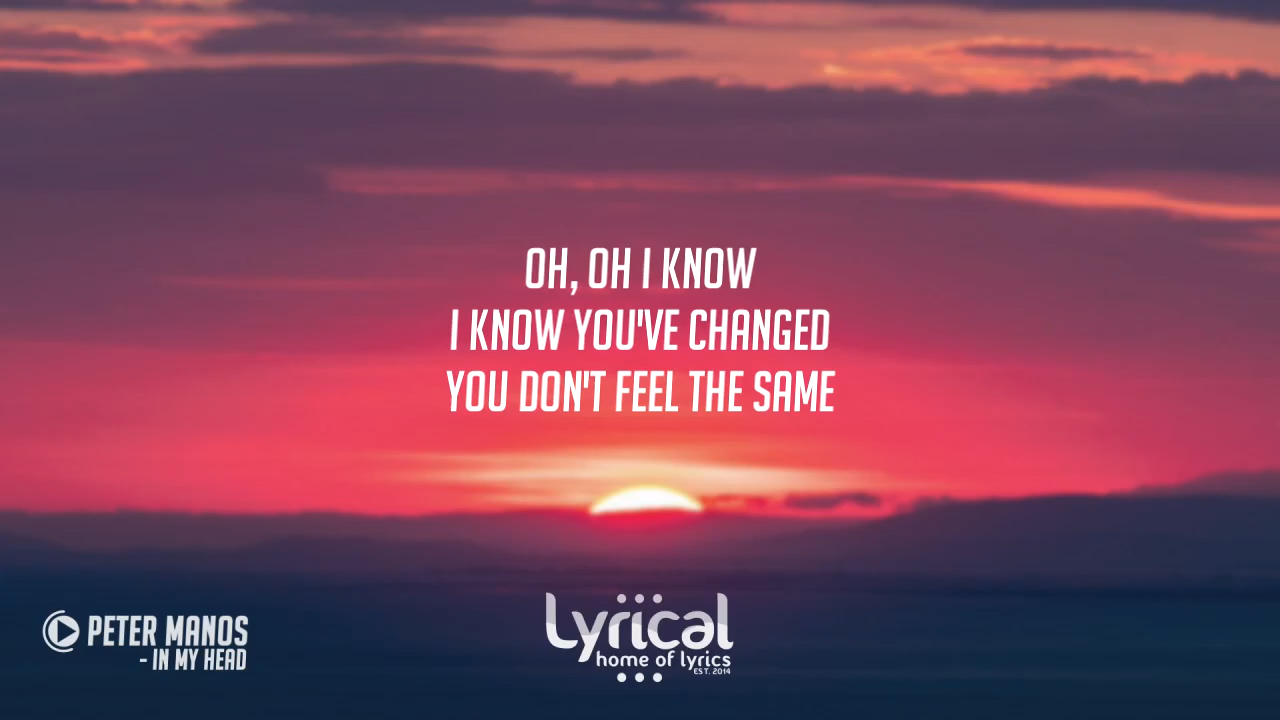 OH, OH I KNOW
I KNOW YOU'VE CHANGED
YOU DON'T FEEL THE SAME
PETER MANOS
- IN MY HEAD
Lyrical
home of lyrics
EST. 2014